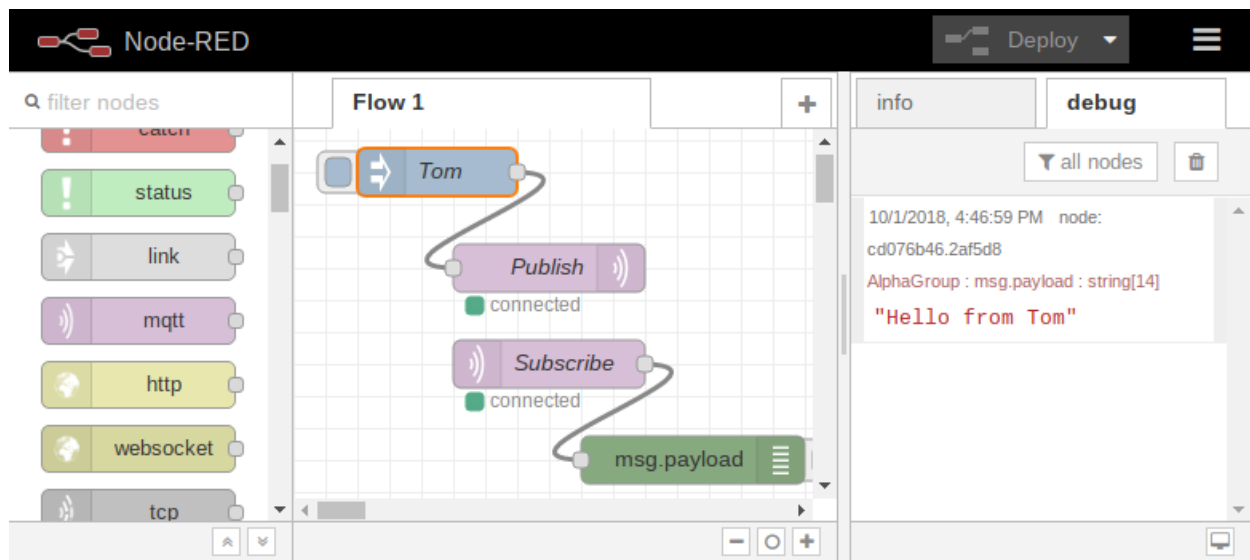 Node-RED
Deploy
filter nodes
catch
status
link
mqtt
http
websocket
tcp
Flow 1
Tom
Publish
connected
Subscribe
connected
msg.payload
info
debug
all nodes
10/1/2018, 4:46:59 PM node:
cd076b46.2af5d8
AlphaGroup : msg.payload : string[14]
"Hello from Tom"